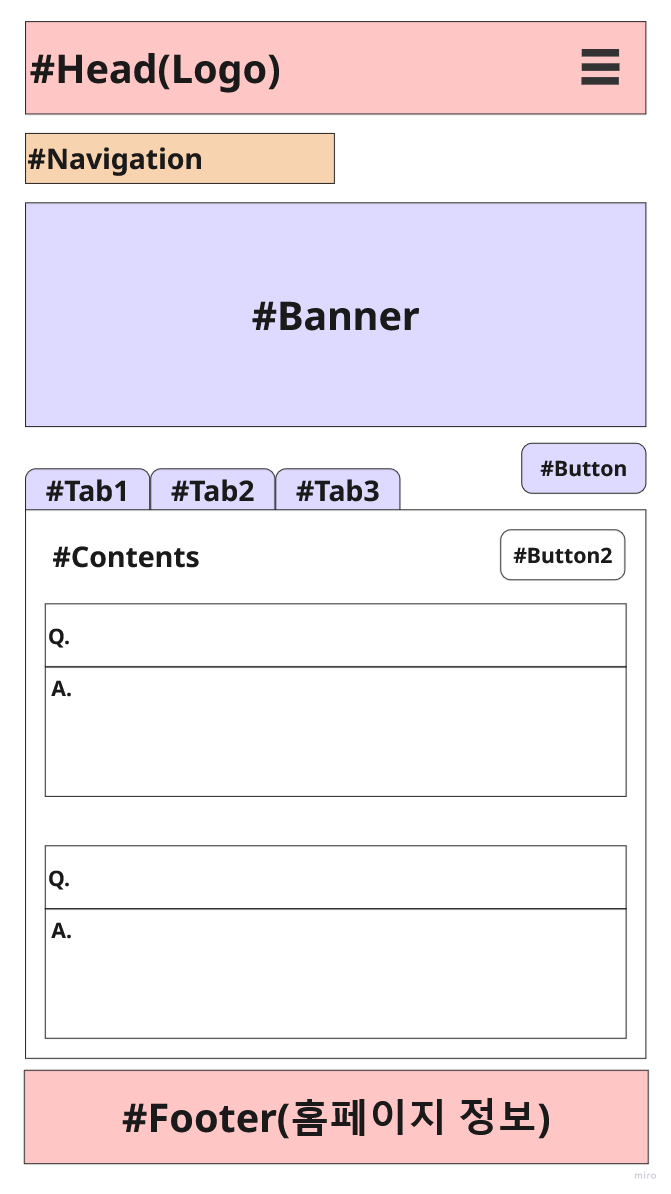 #Head(Logo)
#Navigation
#Banner
#Button
#Tab1 #Tab2 #Tab3
#Contents
#Button2
Q.
A.
Q.
A.
#Footer(홈페이지 정보)
miro